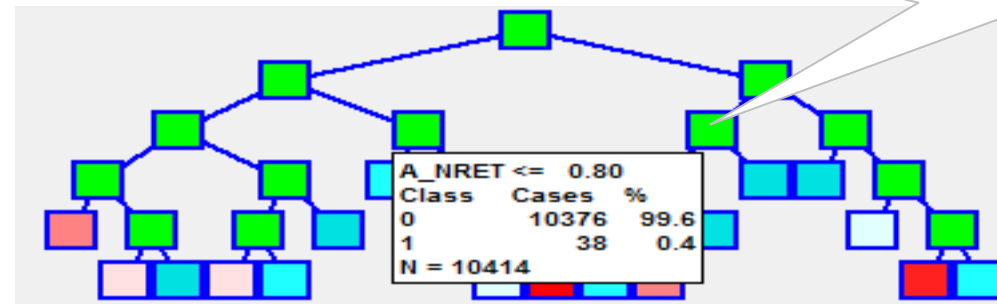 A_NRET <= 0.80
Class Cases %
0 10376 99.6
1 38 0.4
N = 10414